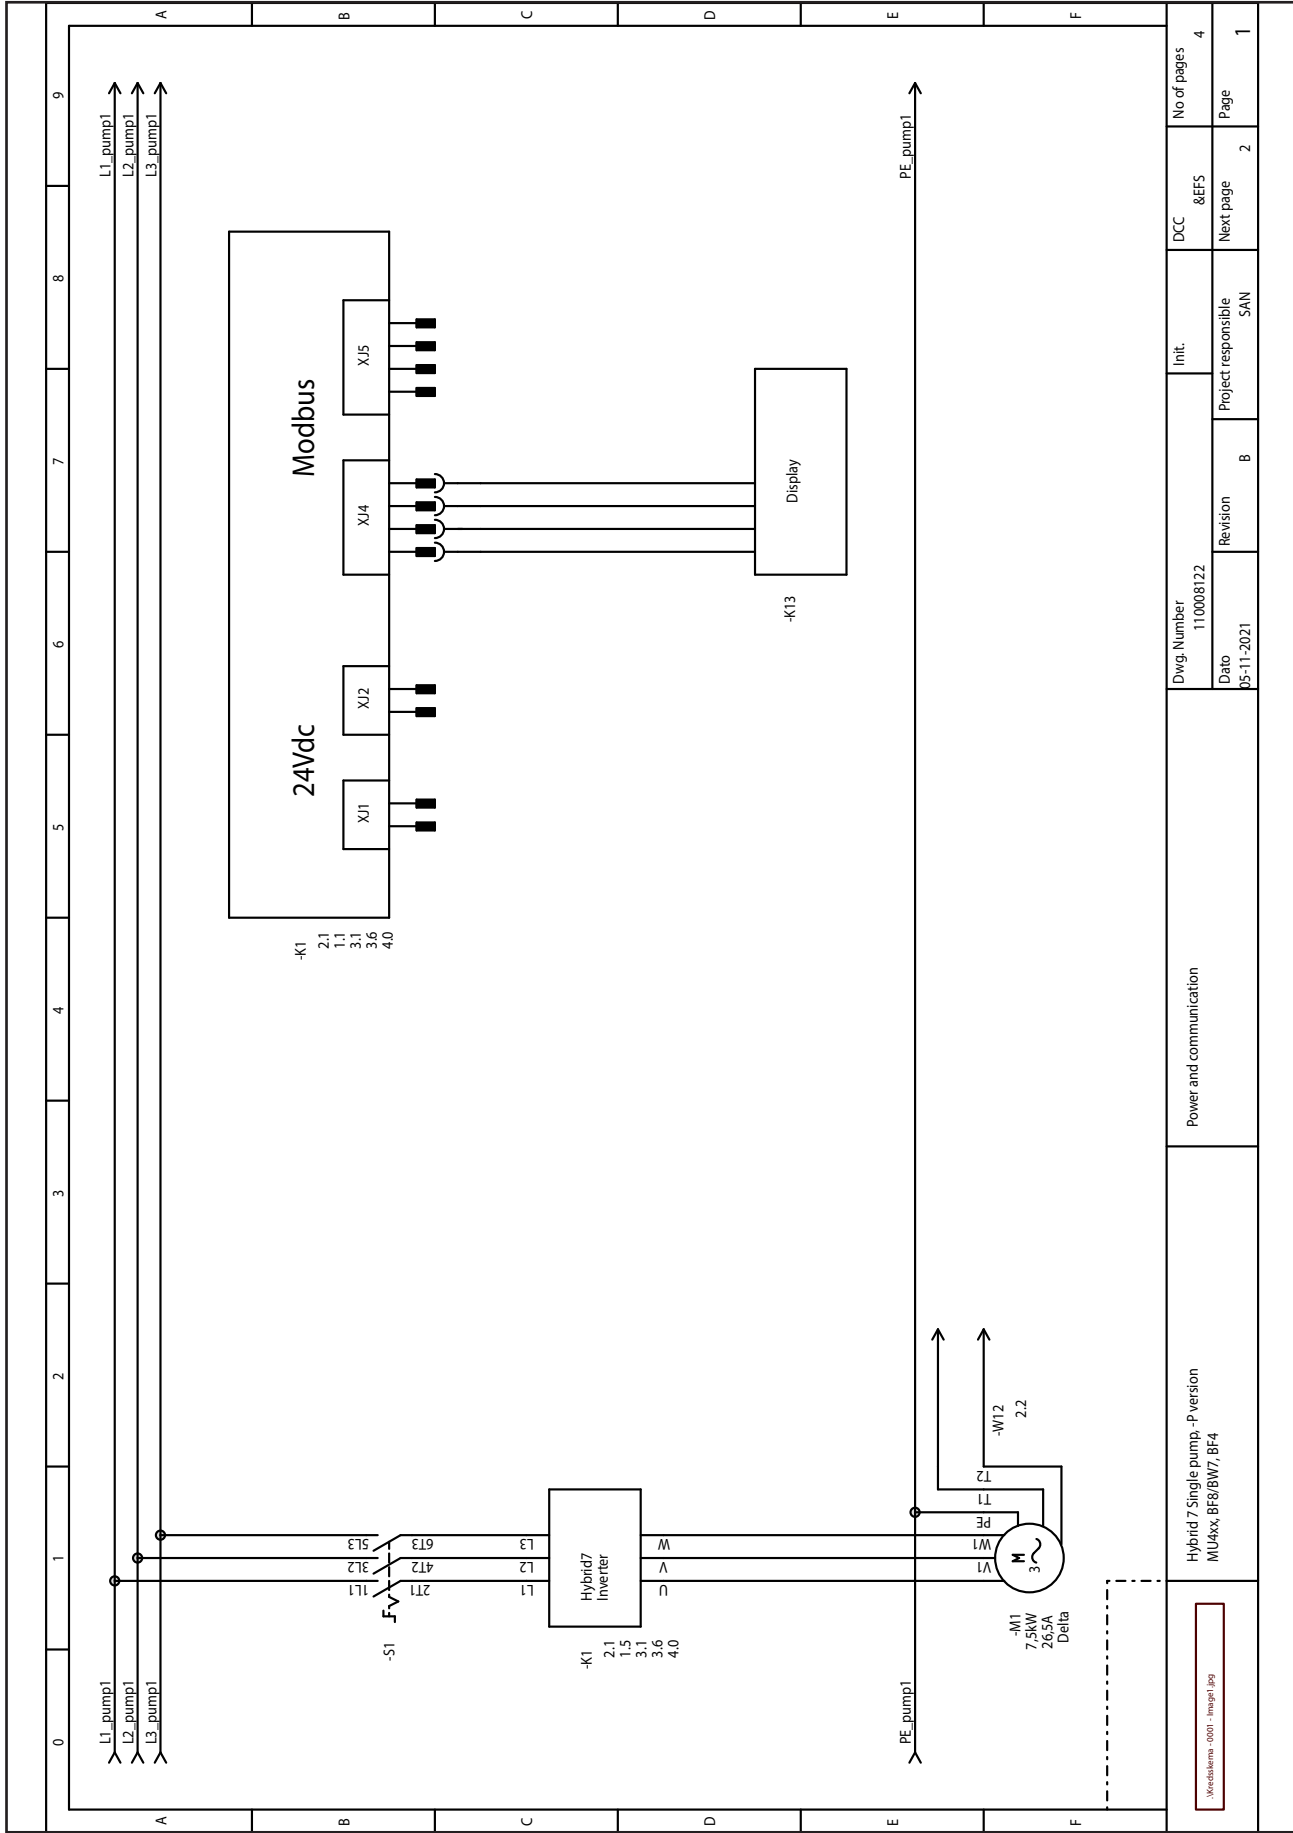 0
1
2
3
4
5
6
7
8
9
A
B
C
D
E
F
A
B
C
D
E
F
L1_pump1
L2_pump1
L3_pump1
L1_pump1
L2_pump1
L3_pump1
24Vdc
Modbus
XJ1
XJ2
XJ4
XJ5
-K1
2.1
1.1
3.1
3.6
4.0
-S1
1L1
3L2
5L3
2T1
4T2
6T3
L1
L2
L3
Hybrid7
Inverter
-K1
2.1
1.5
3.1
3.6
4.0
U
V
W
Display
-K13
PE_pump1
PE_pump1
V1
W1
PE
T1
T2
-W12
2.2
M
3
-M1
7,5kW
26,5A
Delta
.\Kredsskema - 0001 - Image1.jpg
Hybrid 7 Single pump, -P version
MU4xx, BF8/BW7, BF4
Power and communication
Dwg. Number
110008122
Init.
DCC
&EFS
No of pages
4
Dato
05-11-2021
Revision
B
Project responsible
SAN
Next page
2
Page
1